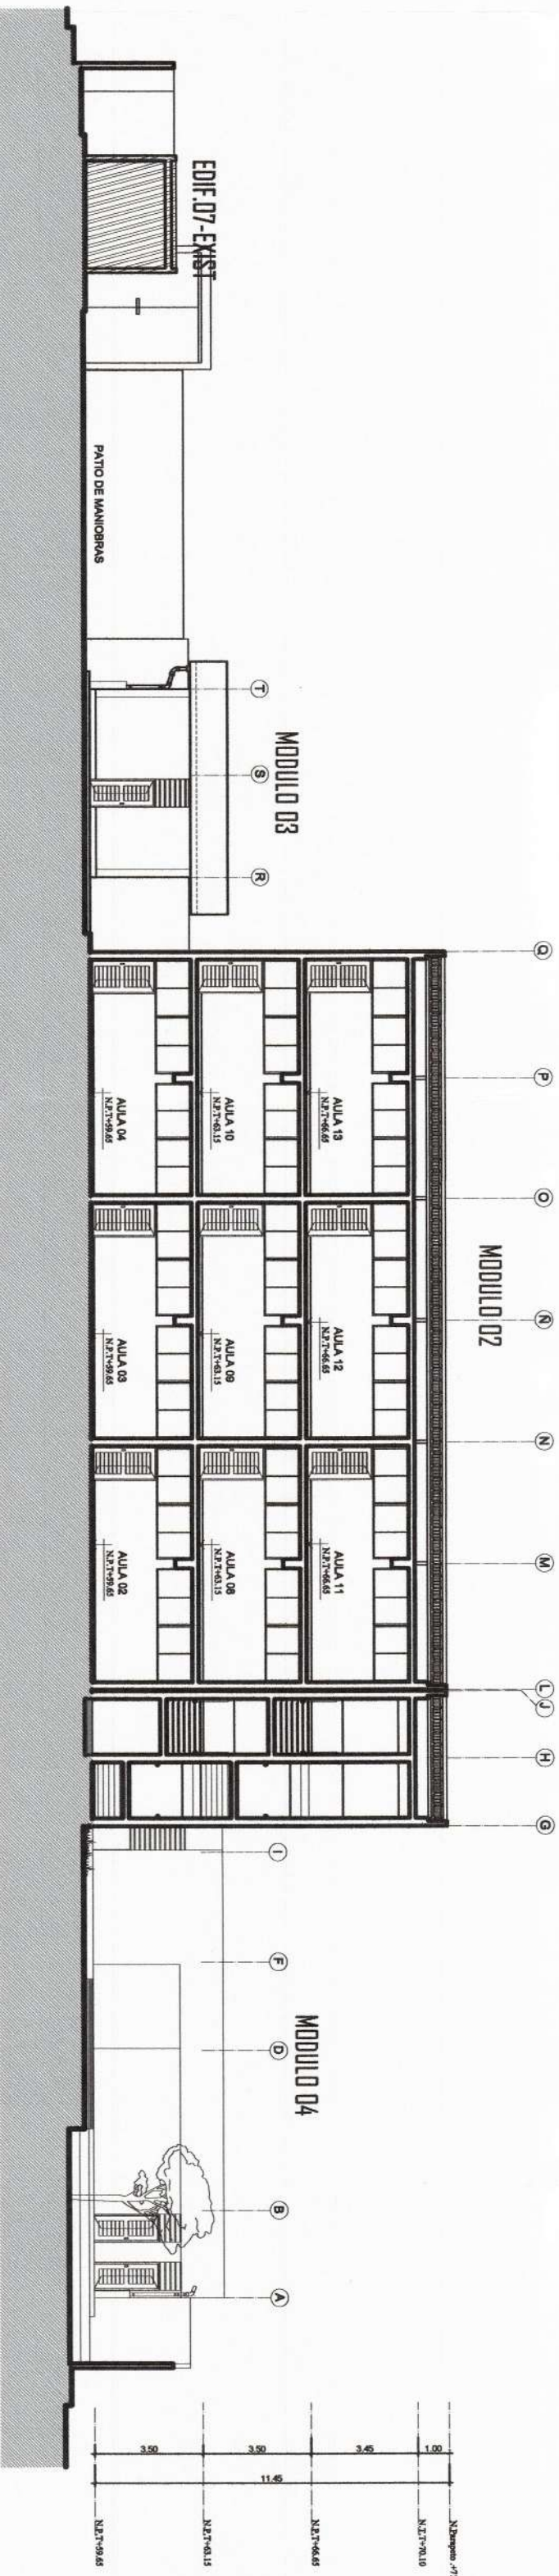 EDIF.07-EXIST
PATIO DE MANIOBRAS
MODULO 03
T
S
R
MODULO 02
Q
P
O
Ñ
N
M
L
J
H
G
AULA 13
N.P.T+66.65
AULA 12
N.P.T+66.65
AULA 11
N.P.T+66.65
AULA 10
N.P.T+63.15
AULA 09
N.P.T+63.15
AULA 08
N.P.T+63.15
AULA 04
N.P.T+59.65
AULA 03
N.P.T+59.65
AULA 02
N.P.T+59.65
MODULO 04
I
F
D
B
A
1.00
3.45
3.50
3.50
11.45
N.Parapeto .+7
N.T.T+70.10
N.P.T+66.65
N.P.T+63.15
N.P.T+59.65